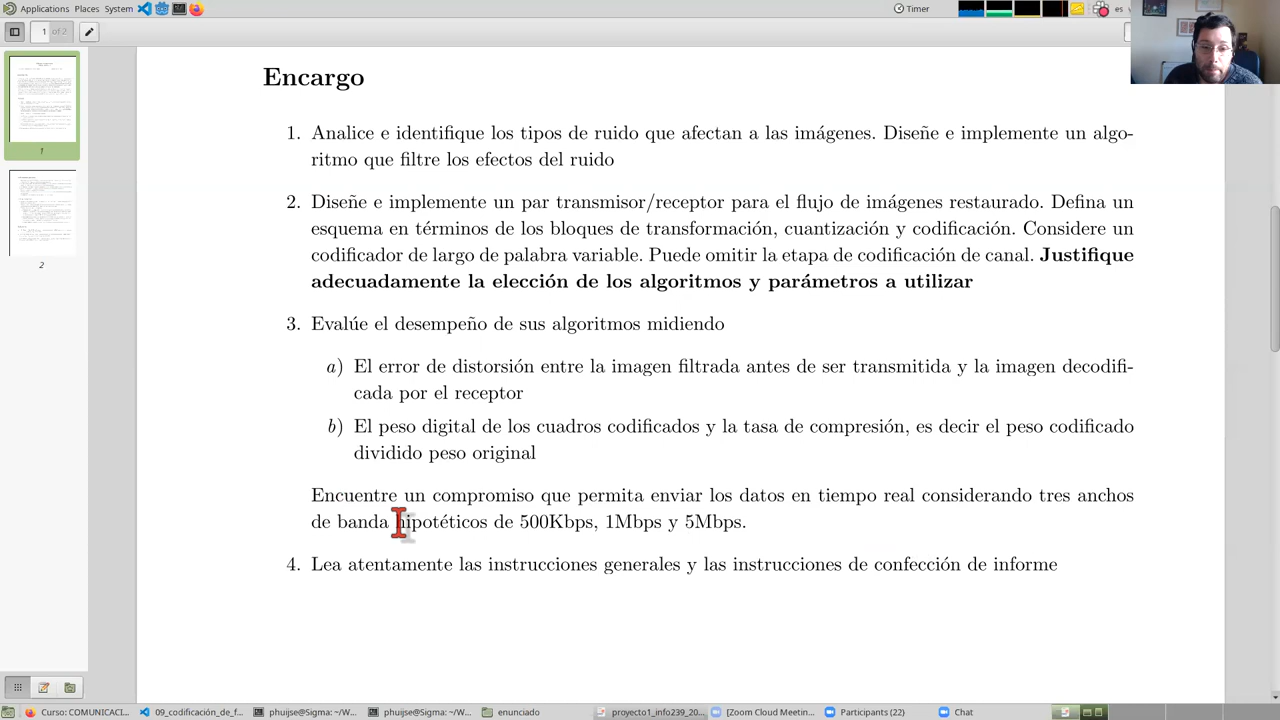 Applications Places System Timer es
1 of 2
Encargo
1. Analice e identifique los tipos de ruido que afectan a las imágenes. Diseñe e implemente un algo-
ritmo que filtre los efectos del ruido
2. Diseñe e implemente un par transmisor/receptor para el flujo de imágenes restaurado. Defina un
esquema en términos de los bloques de transformación, cuantización y codificación. Considere un
codificador de largo de palabra variable. Puede omitir la etapa de codificación de canal. Justifique
adecuadamente la elección de los algoritmos y parámetros a utilizar
3. Evalúe el desempeño de sus algoritmos midiendo
a) El error de distorsión entre la imagen filtrada antes de ser transmitida y la imagen decodifi-
cada por el receptor
b) El peso digital de los cuadros codificados y la tasa de compresión, es decir el peso codificado
dividido peso original
Encuentre un compromiso que permita enviar los datos en tiempo real considerando tres anchos
de banda hipotéticos de 500Kbps, 1Mbps y 5Mbps.
4. Lea atentamente las instrucciones generales y las instrucciones de confección de informe
1
2
Curso: COMUNICACI... 09_codificación_de_f... phuijse@Sigma: ~/W... phuijse@Sigma: ~/W... enunciado proyecto1_info239_20... [Zoom Cloud Meetin... Participants (22) Chat